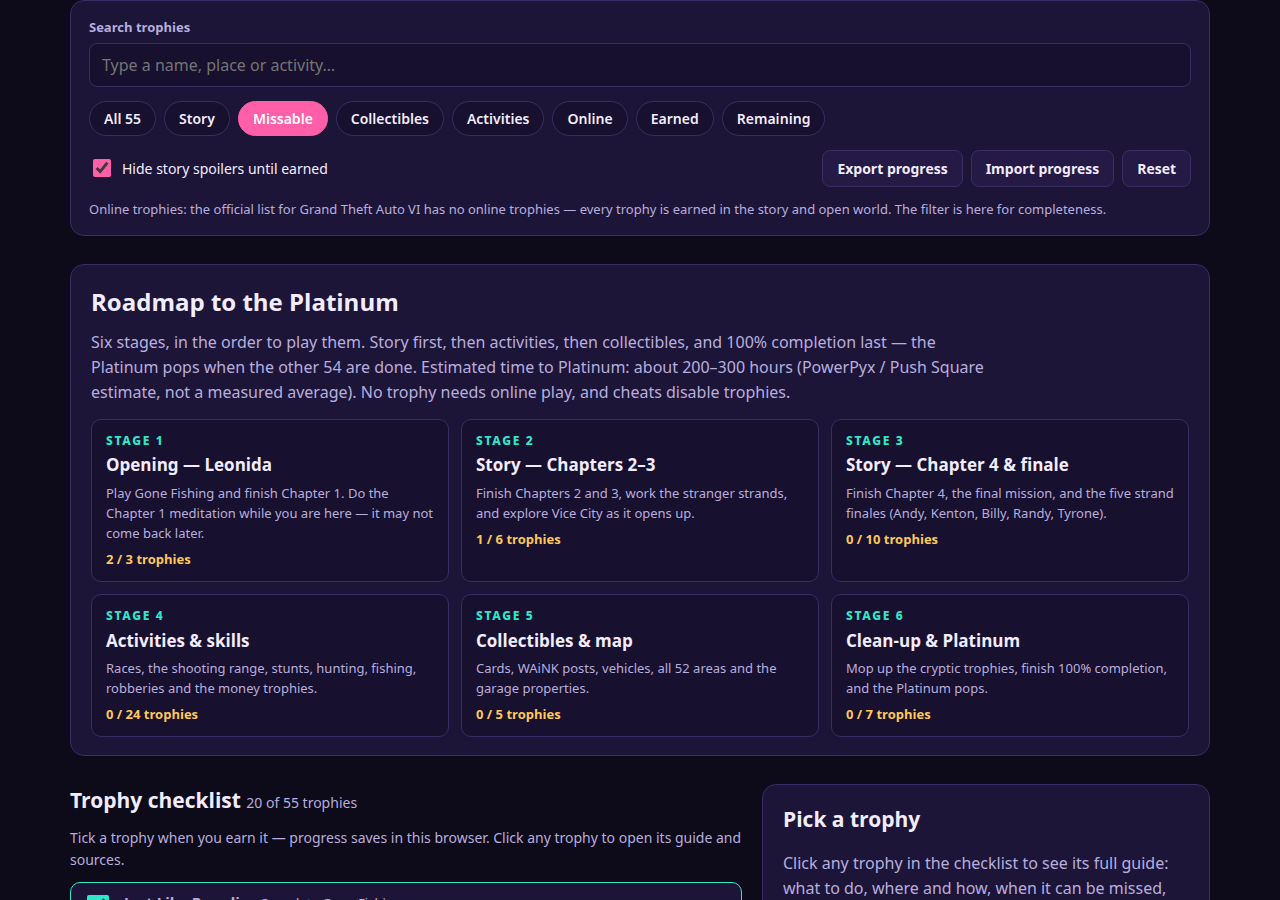 Search trophies
Type a name, place or activity...
All 55
Story
Missable
Collectibles
Activities
Online
Earned
Remaining
Hide story spoilers until earned
Export progress
Import progress
Reset
Online trophies: the official list for Grand Theft Auto VI has no online trophies — every trophy is earned in the story and open world. The filter is here for completeness.
Roadmap to the Platinum
Six stages, in the order to play them. Story first, then activities, then collectibles, and 100% completion last — the
Platinum pops when the other 54 are done. Estimated time to Platinum: about 200–300 hours (PowerPyx / Push Square
estimate, not a measured average). No trophy needs online play, and cheats disable trophies.
STAGE 1
Opening — Leonida
Play Gone Fishing and finish Chapter 1. Do the
Chapter 1 meditation while you are here — it may not
come back later.
2 / 3 trophies
STAGE 2
Story — Chapters 2–3
Finish Chapters 2 and 3, work the stranger strands,
and explore Vice City as it opens up.
1 / 6 trophies
STAGE 3
Story — Chapter 4 & finale
Finish Chapter 4, the final mission, and the five strand
finales (Andy, Kenton, Billy, Randy, Tyrone).
0 / 10 trophies
STAGE 4
Activities & skills
Races, the shooting range, stunts, hunting, fishing,
robberies and the money trophies.
0 / 24 trophies
STAGE 5
Collectibles & map
Cards, WAiNK posts, vehicles, all 52 areas and the
garage properties.
0 / 5 trophies
STAGE 6
Clean-up & Platinum
Mop up the cryptic trophies, finish 100% completion,
and the Platinum pops.
0 / 7 trophies
Trophy checklist 20 of 55 trophies
Tick a trophy when you earn it — progress saves in this browser. Click any trophy to open its guide and
sources.
Pick a trophy
Click any trophy in the checklist to see its full guide:
what to do, where and how, when it can be missed,